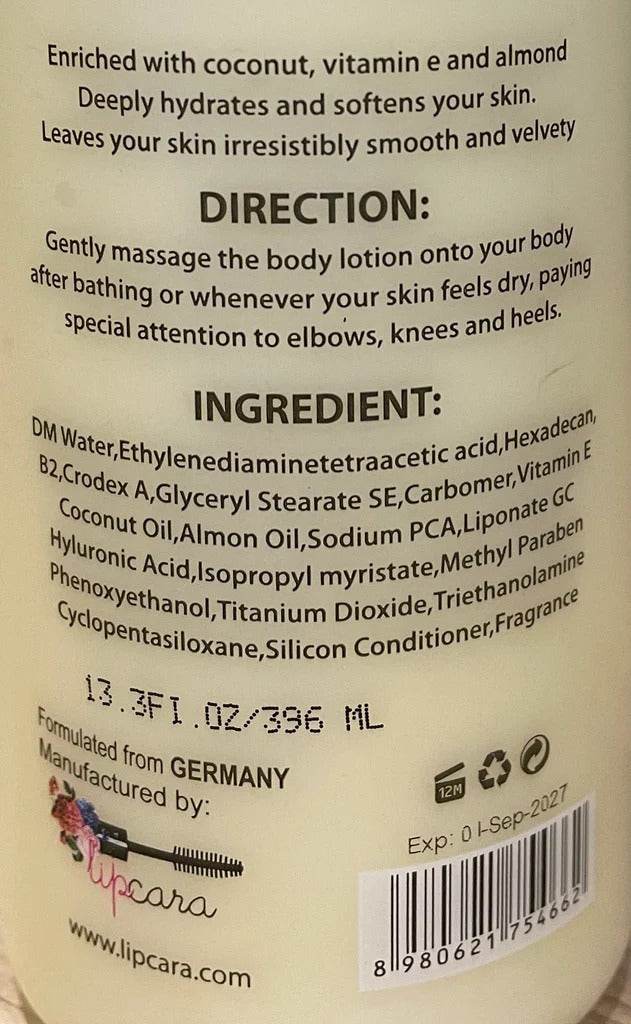 Enriched with coconut, vitamin e and almond
Deeply hydrates and softens your skin.
Leaves your skin irresistibly smooth and velvety
DIRECTION:
Gently massage the body lotion onto your body
after bathing or whenever your skin feels dry, paying
special attention to elbows, knees and heels.
INGREDIENT:
DM Water,Ethylenediaminetetraacetic acid,Hexadecan,
B2,Crodex A,Glyceryl Stearate SE,Carbomer,Vitamin E
Coconut Oil,Almon Oil,Sodium PCA,Liponate GC
Hyluronic Acid,Isopropyl myristate,Methyl Paraben
Phenoxyethanol,Titanium Dioxide,Triethanolamine
Cyclopentasiloxane,Silicon Conditioner,Fragrance
13.3FI.OZ/396 ML
Formulated from GERMANY
Manufactured by:
lipcara
www.lipcara.com
12M
Exp: 0 I-Sep-2027
8 980621 754662